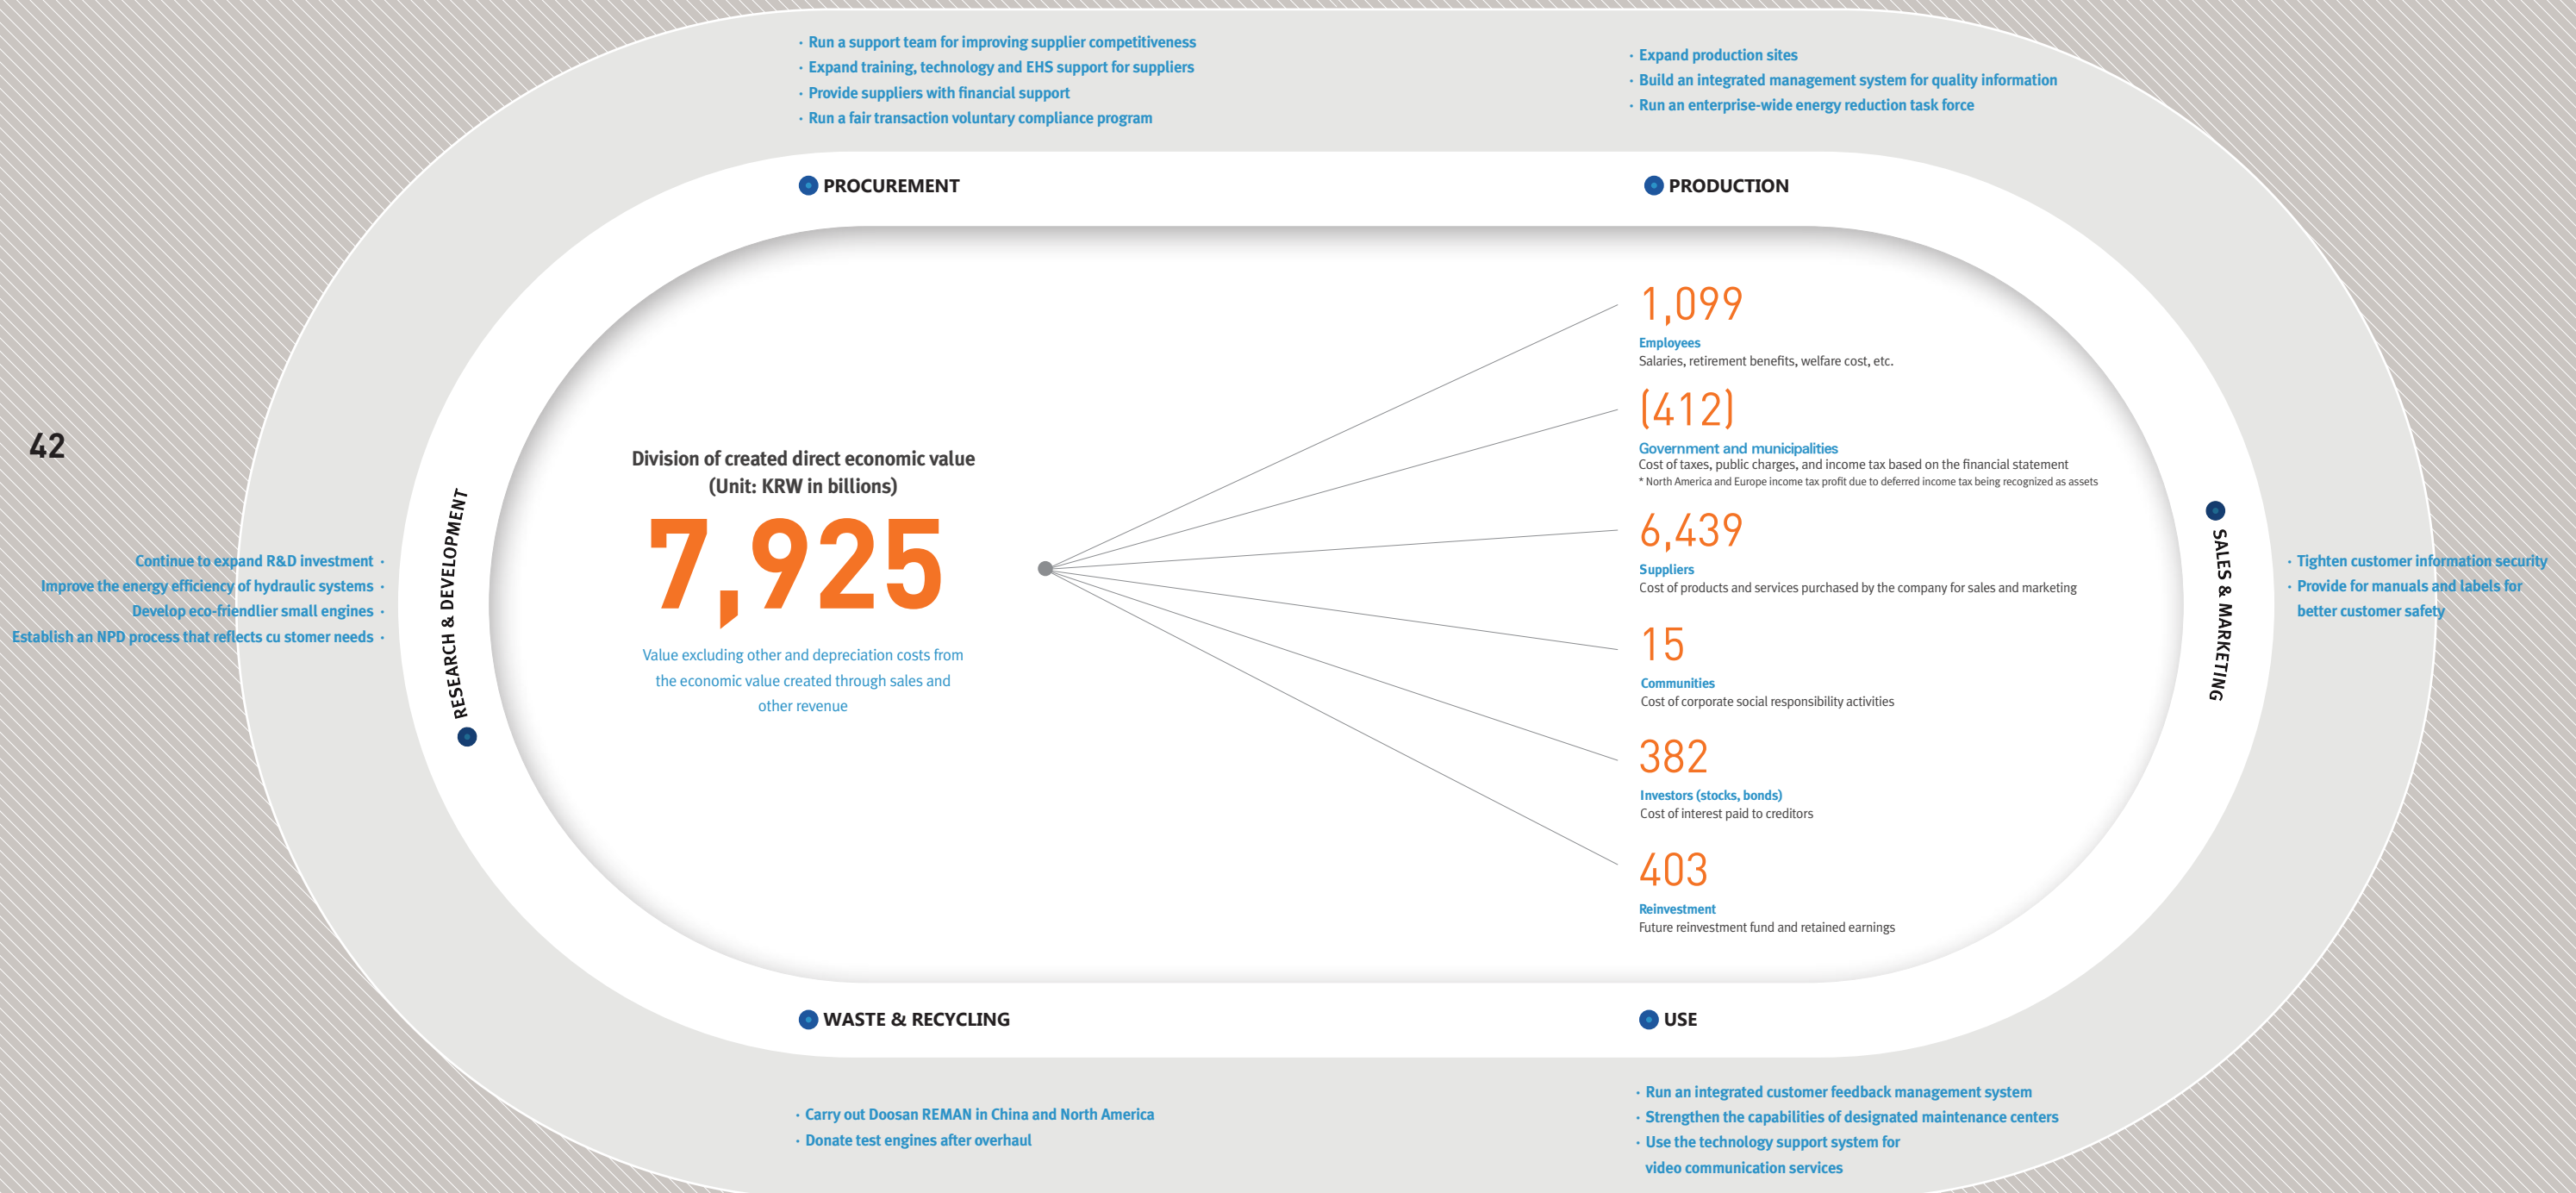 · Run a support team for improving supplier competitiveness
· Expand training, technology and EHS support for suppliers
· Provide suppliers with financial support
· Run a fair transaction voluntary compliance program
· Expand production sites
· Build an integrated management system for quality information
· Run an enterprise-wide energy reduction task force
PROCUREMENT
PRODUCTION
42
RESEARCH & DEVELOPMENT
Continue to expand R&D investment ·
Improve the energy efficiency of hydraulic systems ·
Develop eco-friendlier small engines ·
Establish an NPD process that reflects cu stomer needs ·
Division of created direct economic value
(Unit: KRW in billions)
7,925
Value excluding other and depreciation costs from
the economic value created through sales and
other revenue
1,099
Employees
Salaries, retirement benefits, welfare cost, etc.
(412)
Government and municipalities
Cost of taxes, public charges, and income tax based on the financial statement
* North America and Europe income tax profit due to deferred income tax being recognized as assets
6,439
Suppliers
Cost of products and services purchased by the company for sales and marketing
15
Communities
Cost of corporate social responsibility activities
382
Investors (stocks, bonds)
Cost of interest paid to creditors
403
Reinvestment
Future reinvestment fund and retained earnings
SALES & MARKETING
· Tighten customer information security
· Provide for manuals and labels for
better customer safety
WASTE & RECYCLING
USE
· Carry out Doosan REMAN in China and North America
· Donate test engines after overhaul
· Run an integrated customer feedback management system
· Strengthen the capabilities of designated maintenance centers
· Use the technology support system for
video communication services